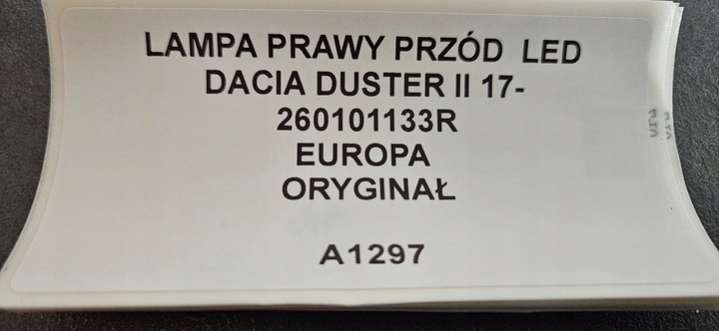 LAMPA PRAWY PRZÓD LED
DACIA DUSTER II 17-
260101133R
EUROPA
ORYGINAŁ
A1297